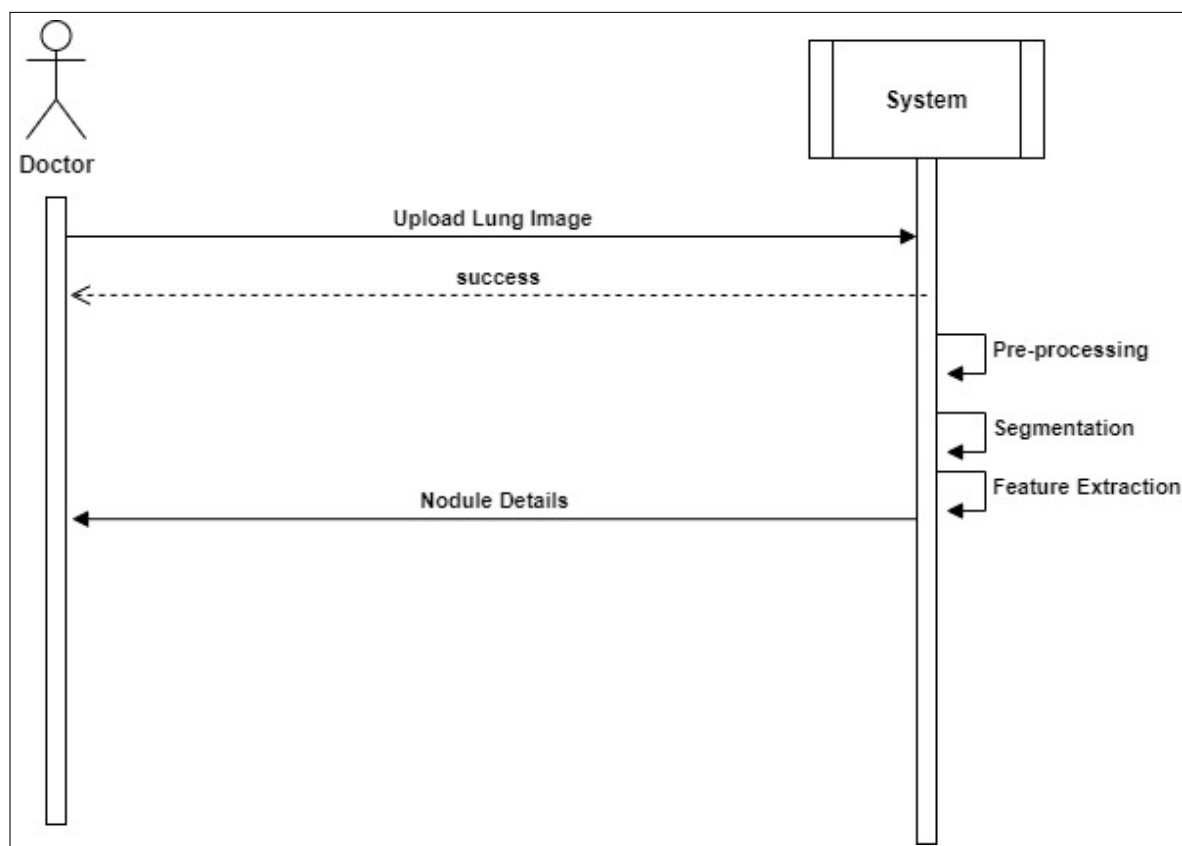 System
Doctor
Upload Lung Image
success
Pre-processing
Segmentation
Feature Extraction
Nodule Details